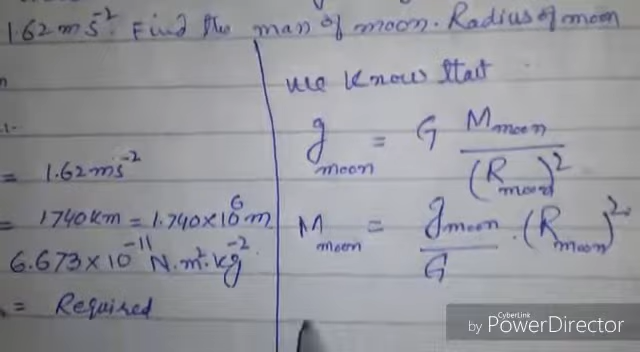 1.62 ms⁻². Find the mass of moon. Radius of moon
= 1.62 ms⁻²
= 1740 km = 1.740×10⁶ m
6.673×10⁻¹¹ N.m².kg⁻²
= Required
we know that
g_moon = G M_moon / (R_moon)²
M_moon = g_moon / G . (R_moon)²
CyberLink
by PowerDirector